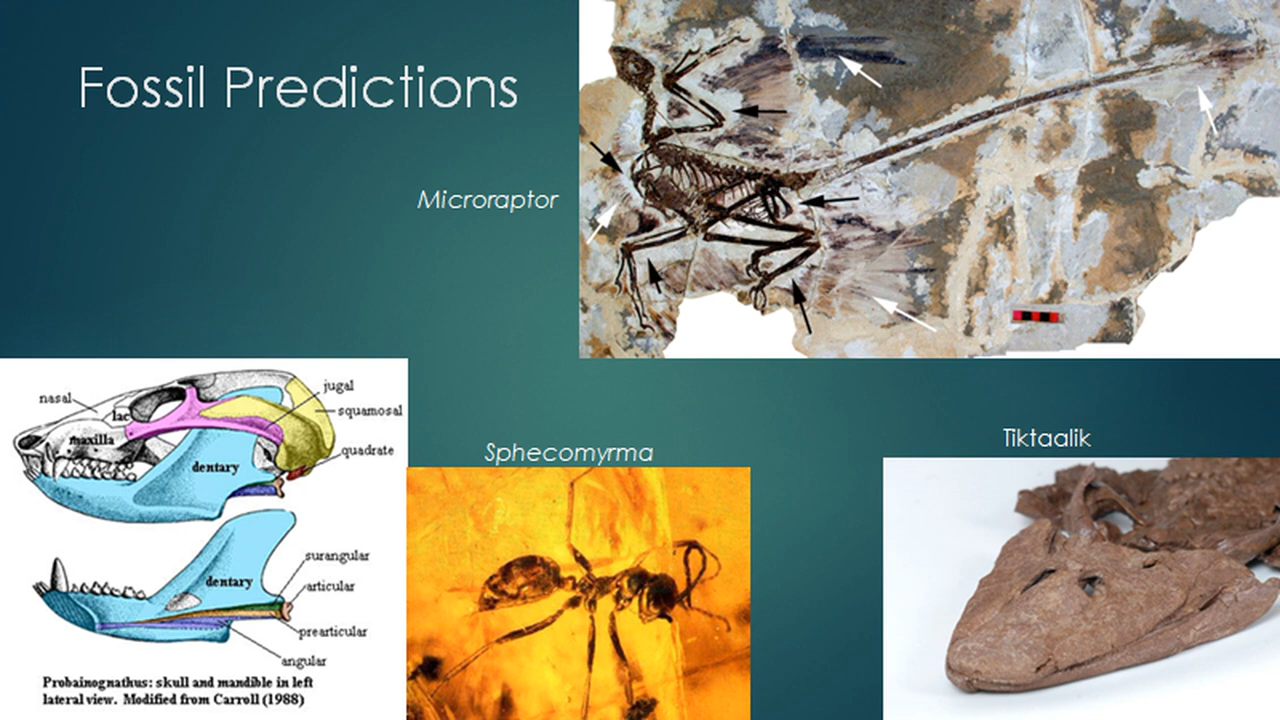 Fossil Predictions
Microraptor
nasal
lac
maxilla
jugal
squamosal
quadrate
dentary
surangular
dentary
articular
prearticular
angular
Probainognathus: skull and mandible in left
lateral view. Modified from Carroll (1988)
Sphecomyrma
Tiktaalik